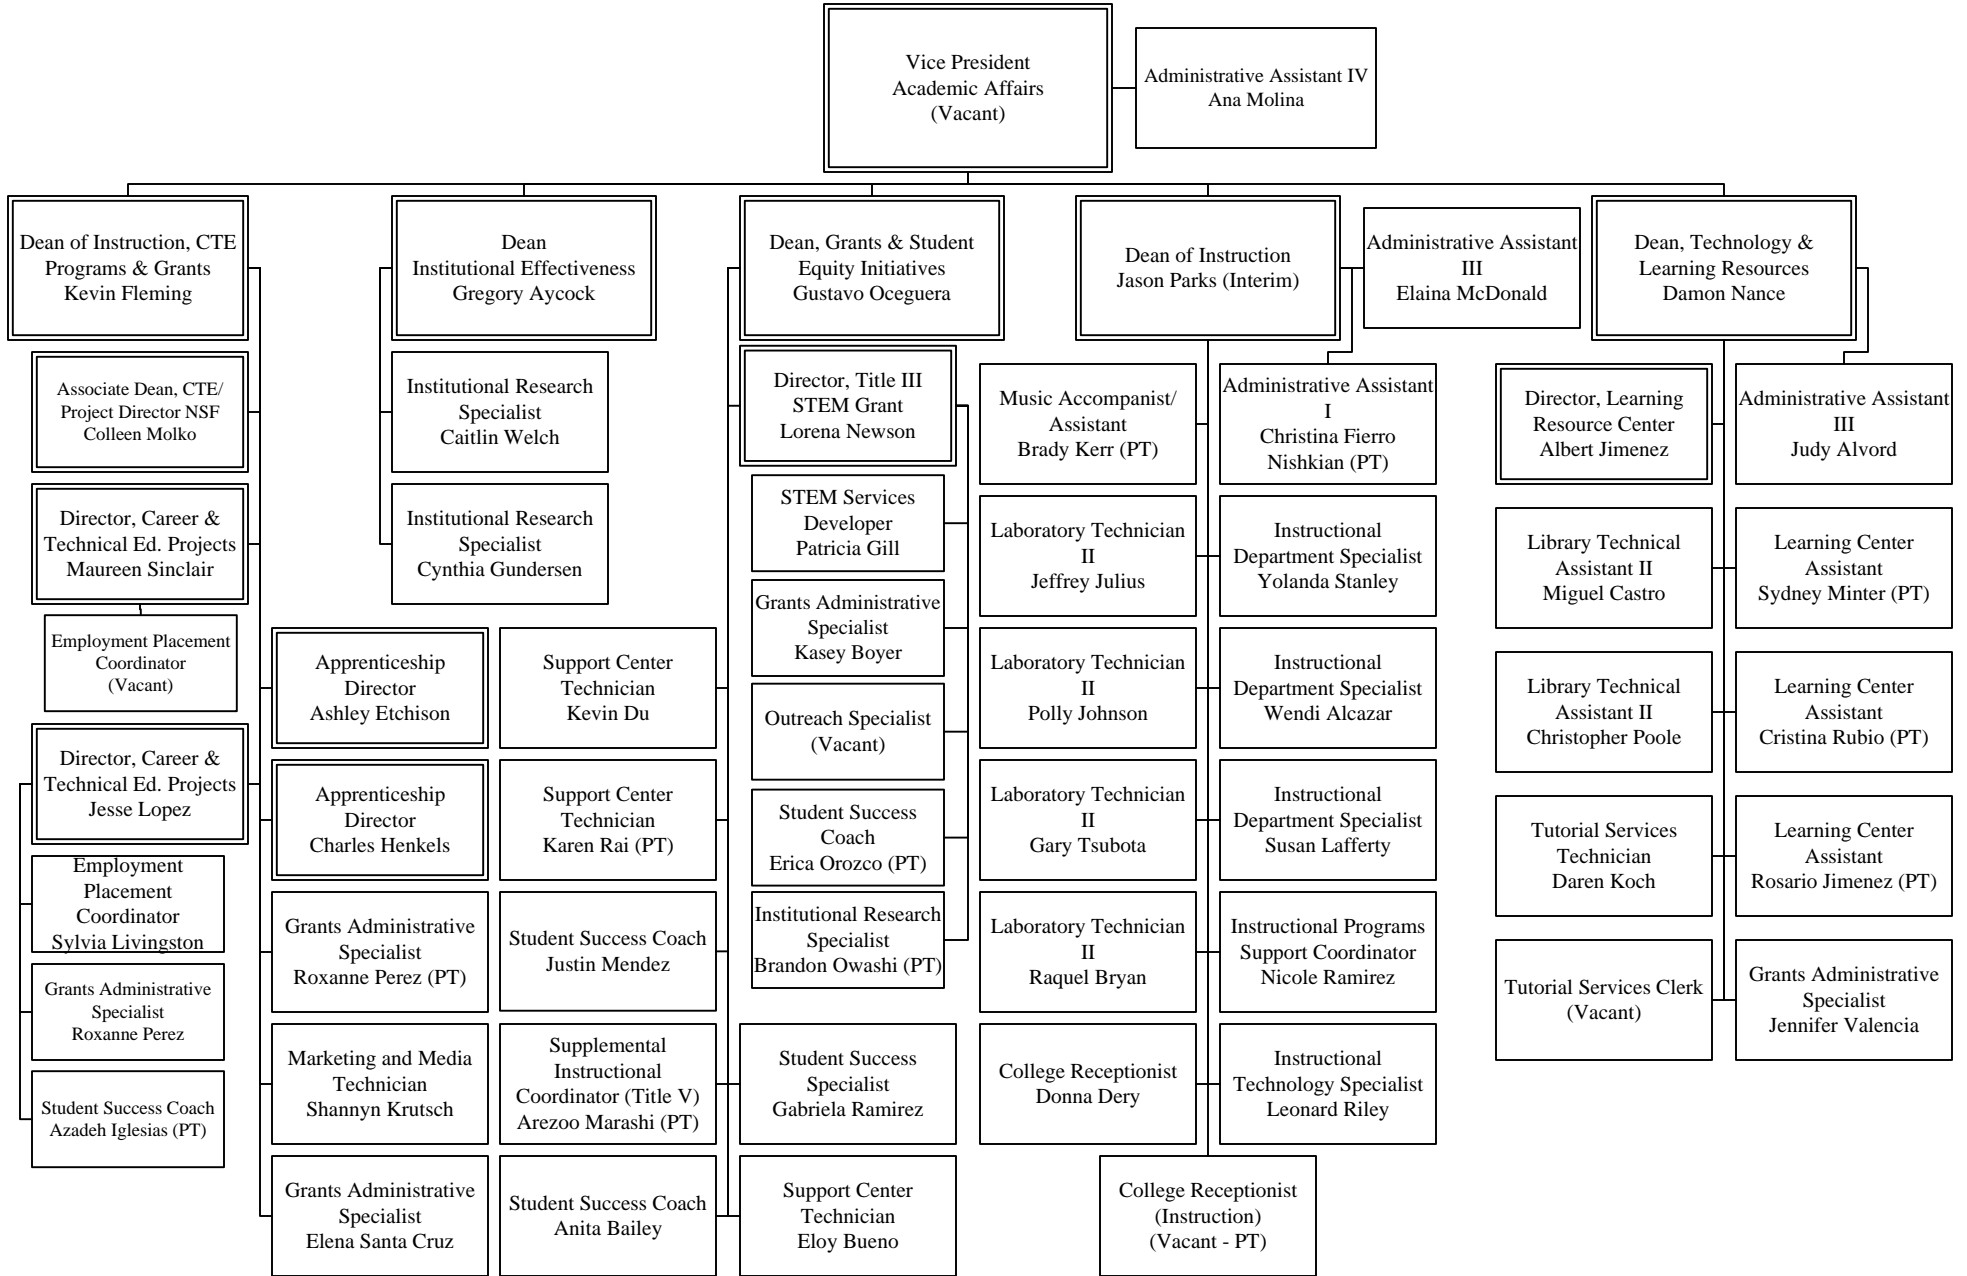 Vice President
Academic Affairs
(Vacant)
Administrative Assistant IV
Ana Molina
Dean of Instruction, CTE
Programs & Grants
Kevin Fleming
Dean
Institutional Effectiveness
Gregory Aycock
Dean, Grants & Student
Equity Initiatives
Gustavo Oceguera
Dean of Instruction
Jason Parks (Interim)
Administrative Assistant
III
Elaina McDonald
Dean, Technology &
Learning Resources
Damon Nance
Associate Dean, CTE/
Project Director NSF
Colleen Molko
Director, Career &
Technical Ed. Projects
Maureen Sinclair
Employment Placement
Coordinator
(Vacant)
Director, Career &
Technical Ed. Projects
Jesse Lopez
Employment
Placement
Coordinator
Sylvia Livingston
Grants Administrative
Specialist
Roxanne Perez
Student Success Coach
Azadeh Iglesias (PT)
Apprenticeship
Director
Ashley Etchison
Apprenticeship
Director
Charles Henkels
Grants Administrative
Specialist
Roxanne Perez (PT)
Marketing and Media
Technician
Shannyn Krutsch
Grants Administrative
Specialist
Elena Santa Cruz
Institutional Research
Specialist
Caitlin Welch
Institutional Research
Specialist
Cynthia Gundersen
Support Center
Technician
Kevin Du
Support Center
Technician
Karen Rai (PT)
Student Success Coach
Justin Mendez
Supplemental
Instructional
Coordinator (Title V)
Arezoo Marashi (PT)
Student Success Coach
Anita Bailey
Director, Title III
STEM Grant
Lorena Newson
STEM Services
Developer
Patricia Gill
Grants Administrative
Specialist
Kasey Boyer
Outreach Specialist
(Vacant)
Student Success
Coach
Erica Orozco (PT)
Institutional Research
Specialist
Brandon Owashi (PT)
Student Success
Specialist
Gabriela Ramirez
Support Center
Technician
Eloy Bueno
Music Accompanist/
Assistant
Brady Kerr (PT)
Laboratory Technician
II
Jeffrey Julius
Laboratory Technician
II
Polly Johnson
Laboratory Technician
II
Gary Tsubota
Laboratory Technician
II
Raquel Bryan
College Receptionist
Donna Dery
Administrative Assistant
I
Christina Fierro
Nishkian (PT)
Instructional
Department Specialist
Yolanda Stanley
Instructional
Department Specialist
Wendi Alcazar
Instructional
Department Specialist
Susan Lafferty
Instructional Programs
Support Coordinator
Nicole Ramirez
Instructional
Technology Specialist
Leonard Riley
College Receptionist
(Instruction)
(Vacant - PT)
Director, Learning
Resource Center
Albert Jimenez
Library Technical
Assistant II
Miguel Castro
Library Technical
Assistant II
Christopher Poole
Tutorial Services
Technician
Daren Koch
Tutorial Services Clerk
(Vacant)
Administrative Assistant
III
Judy Alvord
Learning Center
Assistant
Sydney Minter (PT)
Learning Center
Assistant
Cristina Rubio (PT)
Learning Center
Assistant
Rosario Jimenez (PT)
Grants Administrative
Specialist
Jennifer Valencia